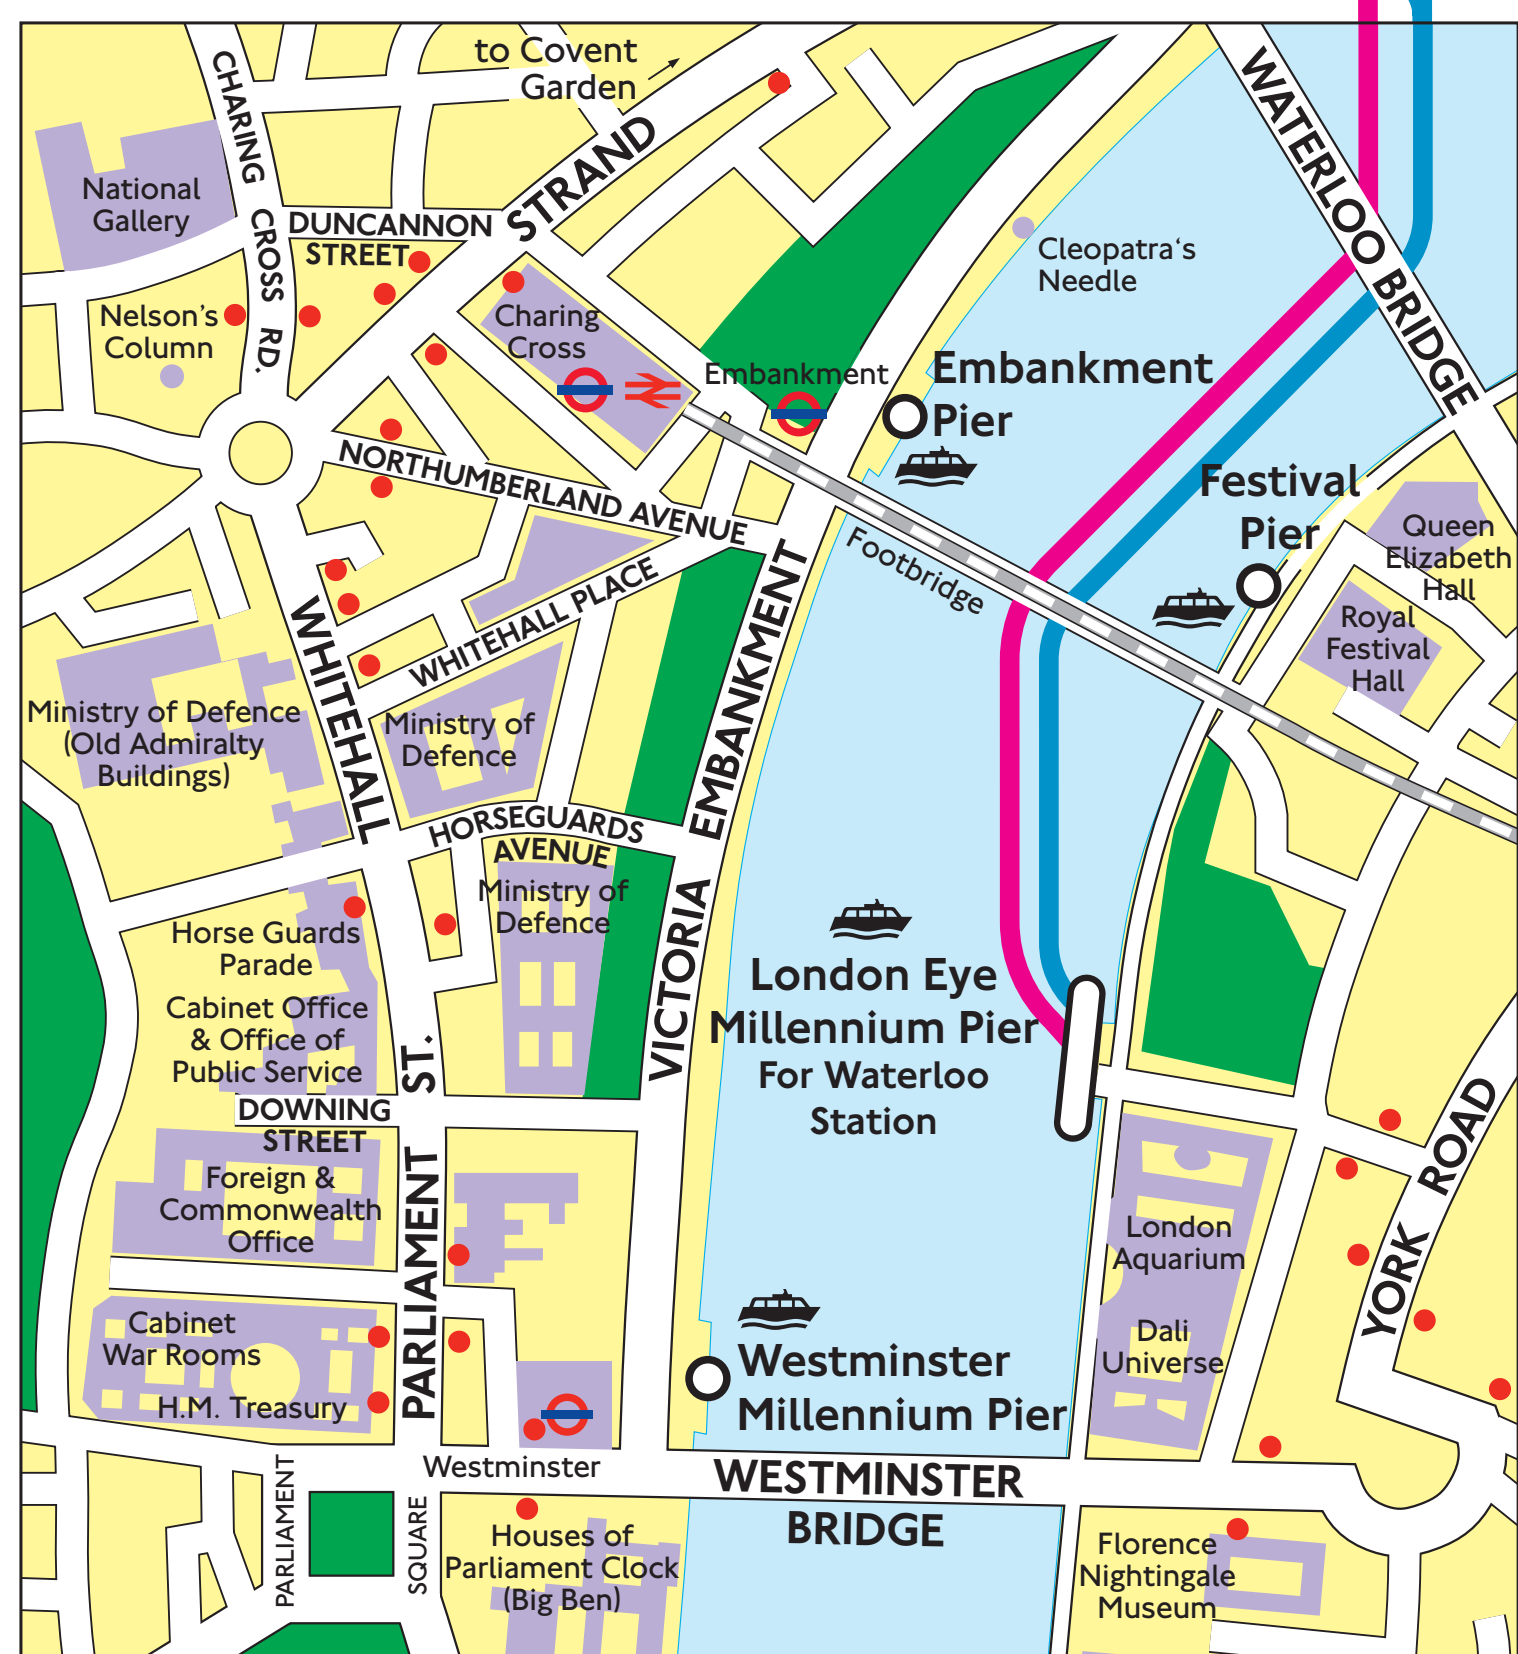 to Covent
Garden
CHARING
CROSS
RD.
STRAND
WATERLOO BRIDGE
National
Gallery
DUNCANNON
STREET
Cleopatra‘s
Needle
Nelson’s
Column
Charing
Cross
Embankment
Embankment
Pier
NORTHUMBERLAND AVENUE
Festival
Pier
Queen
Elizabeth
Hall
Footbridge
Royal
Festival
Hall
WHITEHALL PLACE
WHITEHALL
VICTORIA EMBANKMENT
Ministry of Defence
(Old Admiralty
Buildings)
Ministry of
Defence
HORSEGUARDS
AVENUE
Ministry of
Defence
Horse Guards
Parade
London Eye
Millennium Pier
For Waterloo
Station
Cabinet Office
& Office of
Public Service
DOWNING
STREET
PARLIAMENT ST.
Foreign &
Commonwealth
Office
YORK ROAD
London
Aquarium
Cabinet
War Rooms
H.M. Treasury
Dali
Universe
Westminster
Millennium Pier
Westminster
WESTMINSTER
BRIDGE
PARLIAMENT
SQUARE
Houses of
Parliament Clock
(Big Ben)
Florence
Nightingale
Museum